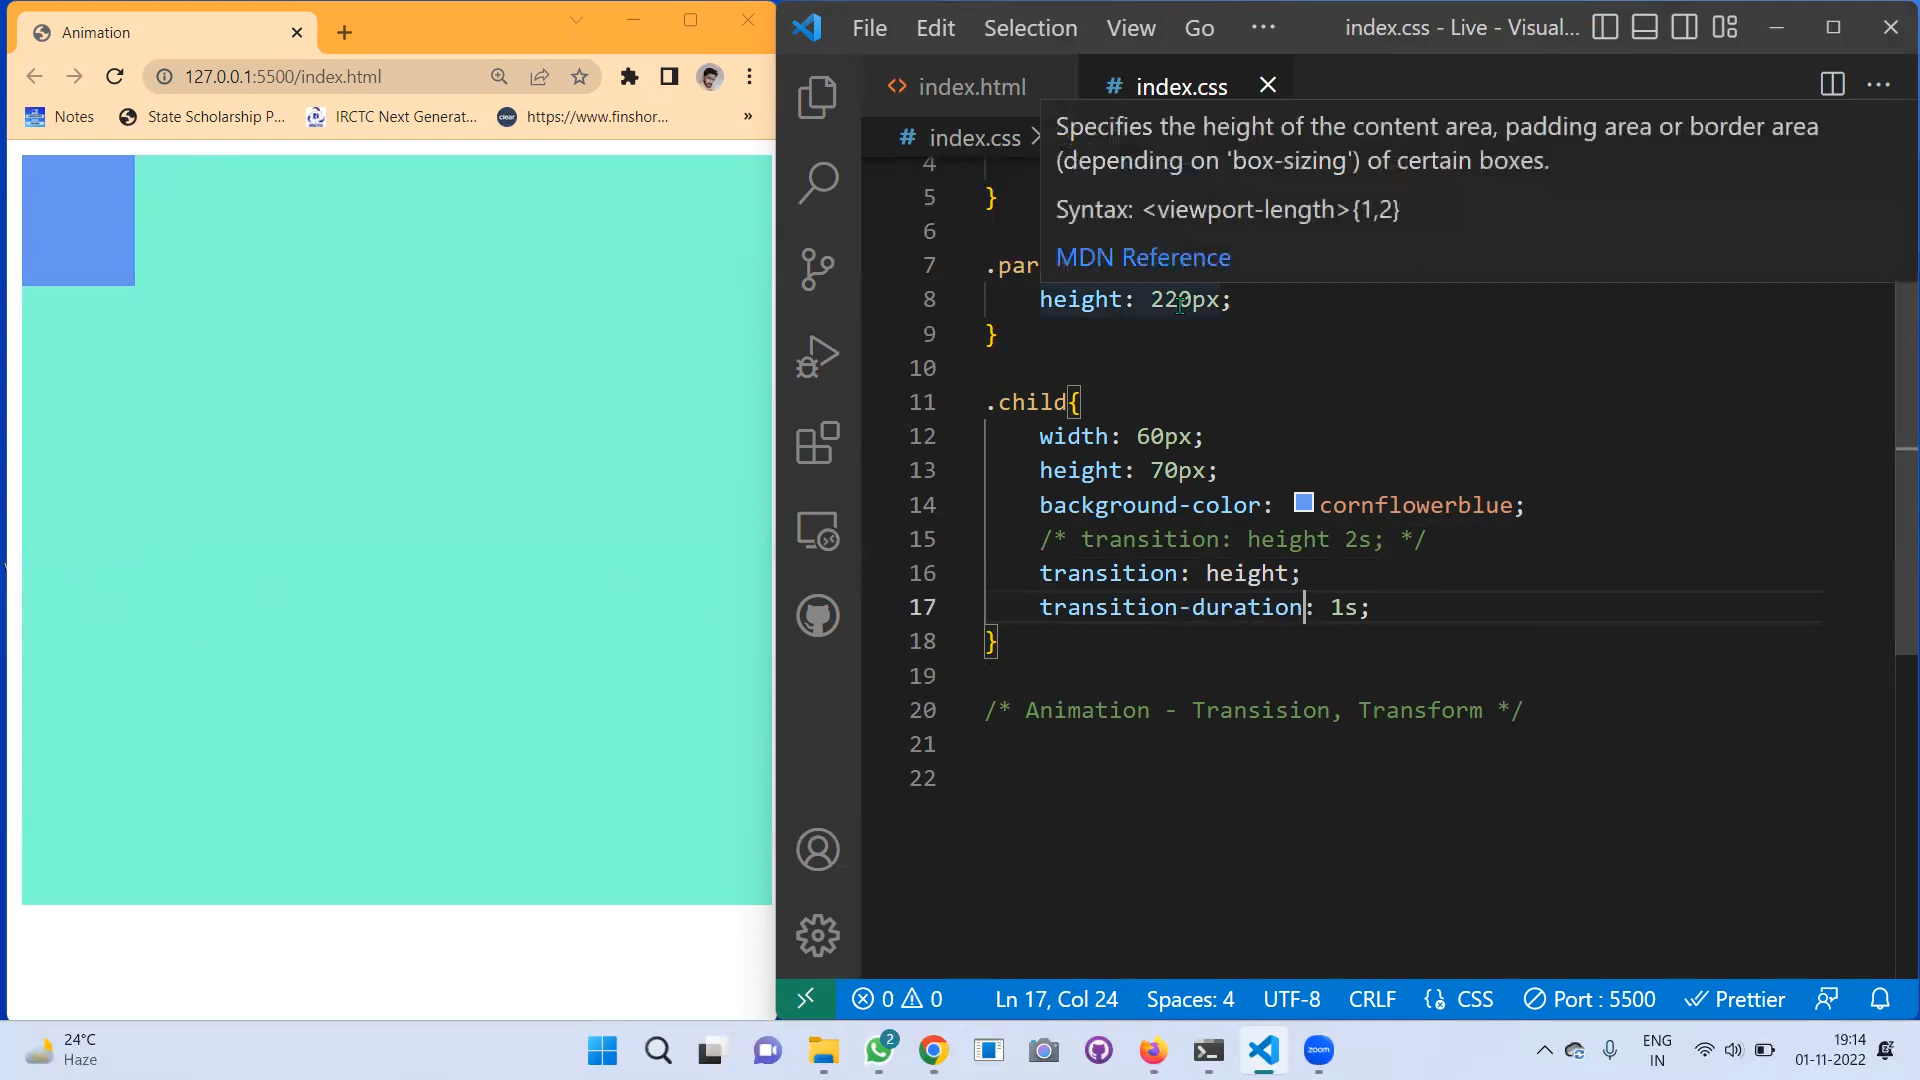 Animation
127.0.0.1:5500/index.html
Notes
State Scholarship P...
IRCTC Next Generat...
clear
https://www.finshor...
»
File
Edit
Selection
View
Go
···
index.css - Live - Visual...
<> index.html
# index.css
# index.css >
Specifies the height of the content area, padding area or border area
(depending on 'box-sizing') of certain boxes.
Syntax: <viewport-length>{1,2}
MDN Reference
4
5 }
6
7 .par
8 height: 220px;
9 }
10
11 .child{
12 width: 60px;
13 height: 70px;
14 background-color: cornflowerblue;
15 /* transition: height 2s; */
16 transition: height;
17 transition-duration: 1s;
18 }
19
20 /* Animation - Transision, Transform */
21
22
0 0
Ln 17, Col 24
Spaces: 4
UTF-8
CRLF
CSS
Port : 5500
Prettier
24°C
Haze
2
zoom
ENG
IN
19:14
01-11-2022